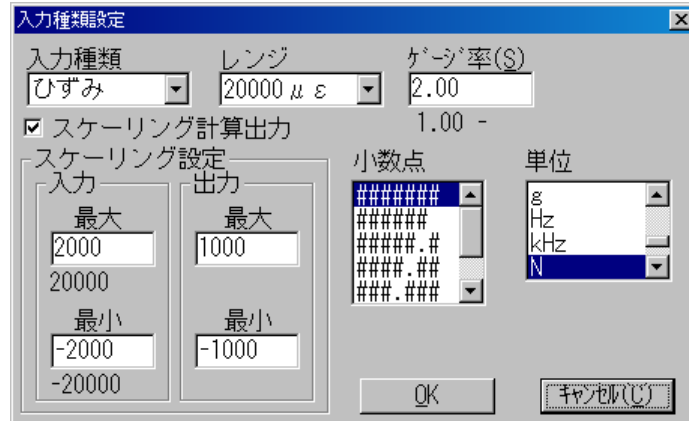 入力種類設定
入力種類
レンジ
ｹﾞｰｼﾞ率(S)
ひずみ
20000με
2.00
1.00 -
スケーリング計算出力
スケーリング設定
入力
出力
小数点
単位
最大
最大
2000
1000
20000
最小
最小
-2000
-1000
-20000
#######
######
#####.#
####.##
###.###
g
Hz
kHz
N
OK
ｷｬﾝｾﾙ(C)